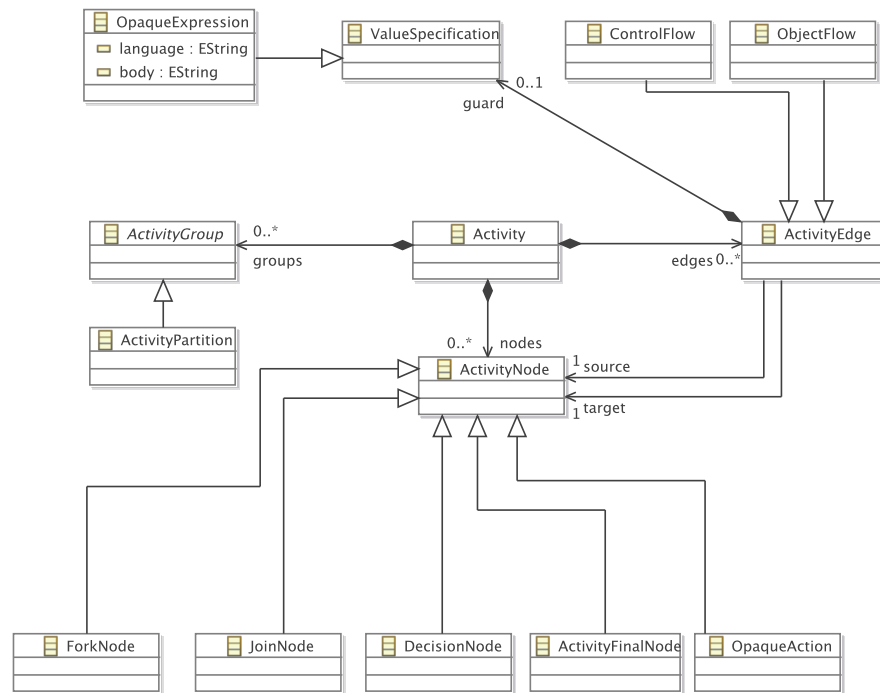 OpaqueExpression
language : EString
body : EString
ValueSpecification
ControlFlow
ObjectFlow
0..1
guard
ActivityGroup
0..*
groups
Activity
edges 0..*
ActivityEdge
ActivityPartition
0..* nodes
ActivityNode
1 source
1 target
ForkNode
JoinNode
DecisionNode
ActivityFinalNode
OpaqueAction